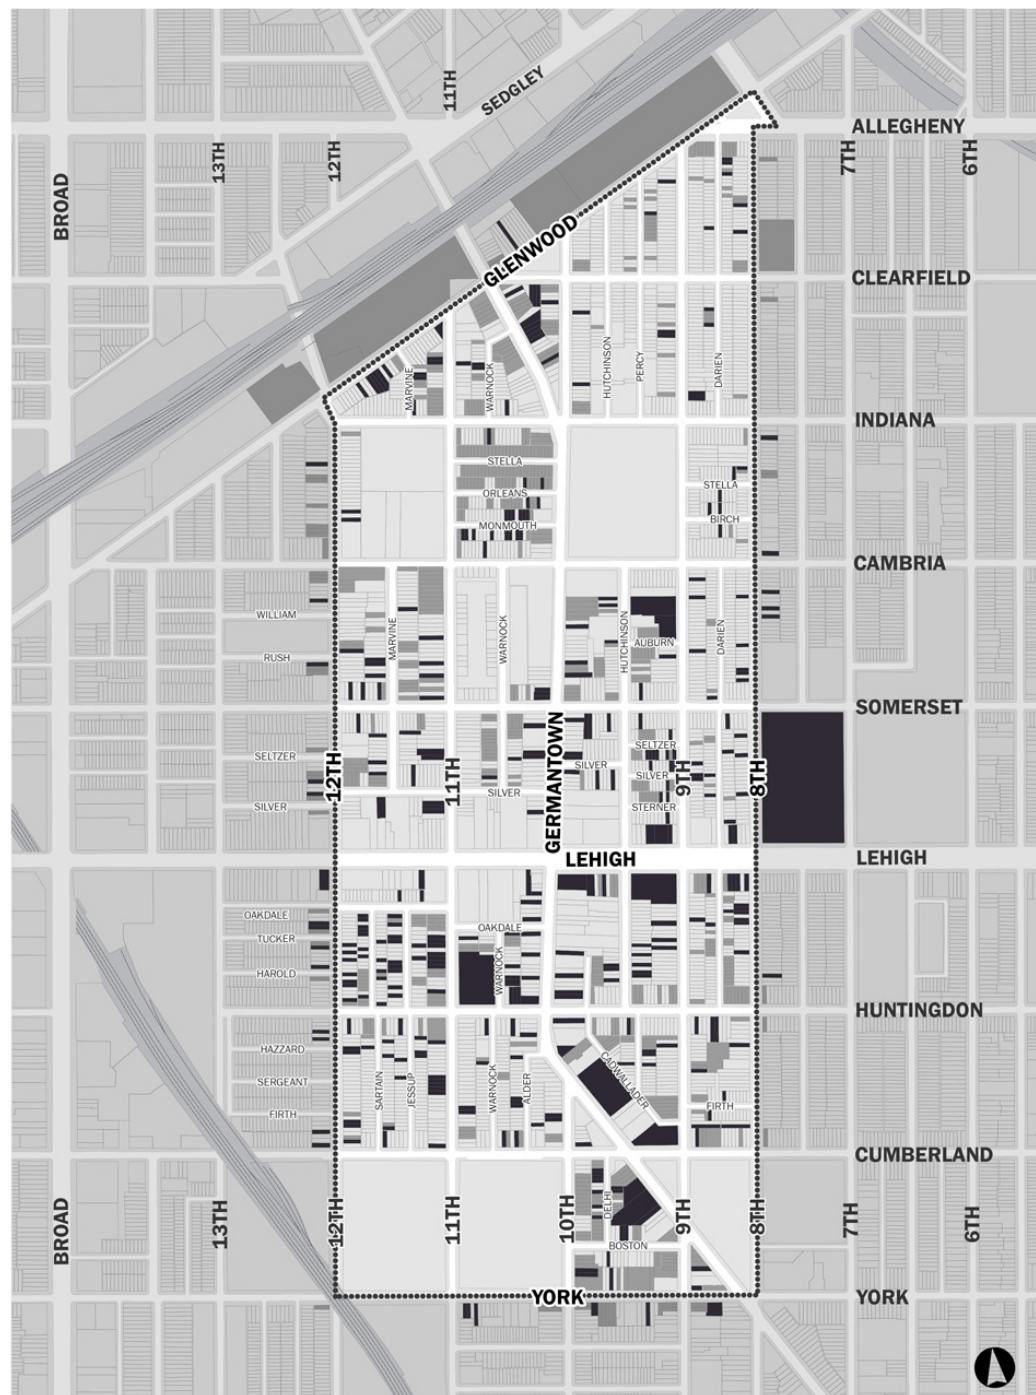 SEDGLEY
11TH
ALLEGHENY
13TH
12TH
7TH
6TH
BROAD
GLENWOOD
CLEARFIELD
HUTCHINSON
PERCY
DARIEN
MARVINE
WARNOCK
INDIANA
STELLA
STELLA
ORLEANS
BIRCH
MONMOUTH
CAMBRIA
WILLIAM
MARVINE
WARNOCK
HUTCHINSON
AUBURN
DARIEN
RUSH
SOMERSET
SELTZER
SELTZER
12TH
11TH
GERMANTOWN
SILVER
SILVER
9TH
8TH
SILVER
SILVER
STERNER
LEHIGH
LEHIGH
OAKDALE
OAKDALE
TUCKER
WARNOCK
HAROLD
HUNTINGDON
HAZZARD
SARTAIN
JESSUP
WARNOCK
ALDER
CADWALLADER
SERGEANT
FIRTH
FIRTH
CUMBERLAND
BROAD
13TH
12TH
11TH
10TH
DELHI
9TH
8TH
7TH
6TH
BOSTON
YORK
YORK